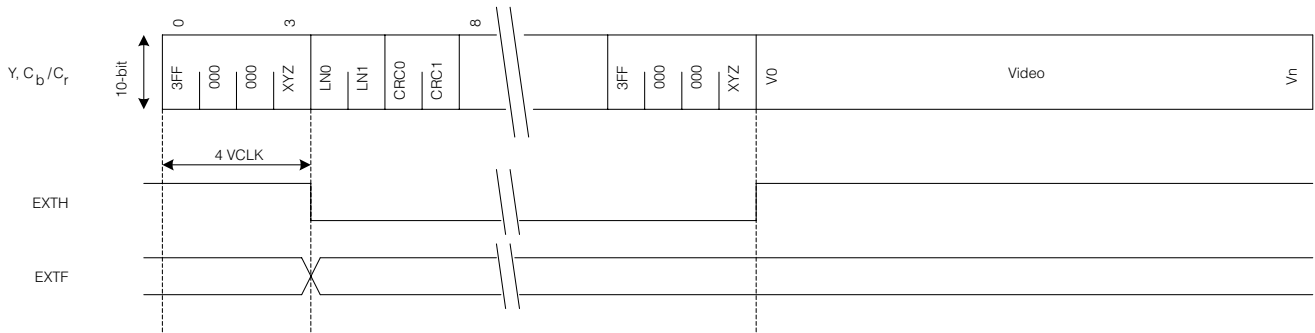 0 3 8
Y, Cb/Cr 10-bit 3FF 000 000 XYZ LN0 LN1 CRC0 CRC1 3FF 000 000 XYZ V0 Video Vn
4 VCLK
EXTH
EXTF